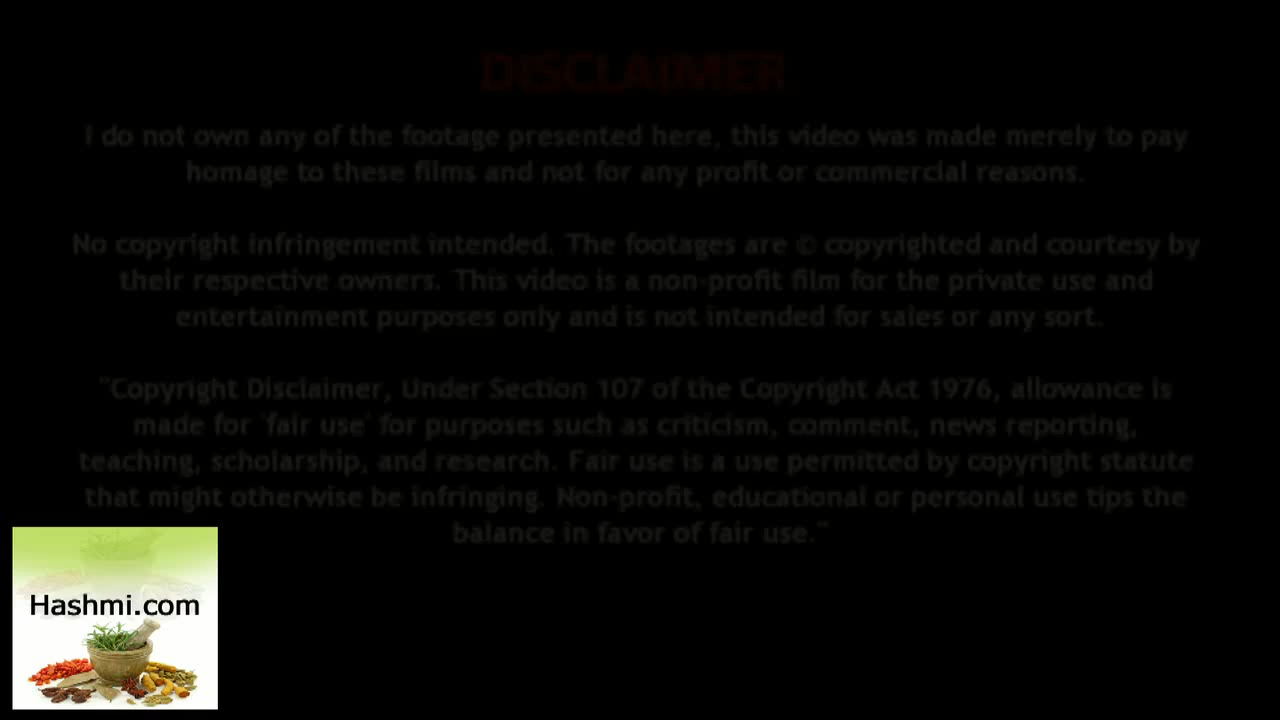 DISCLAIMER
I do not own any of the footage presented here, this video was made merely to pay
homage to these films and not for any profit or commercial reasons.
No copyright infringement intended. The footages are © copyrighted and courtesy by
their respective owners. This video is a non-profit film for the private use and
entertainment purposes only and is not intended for sales or any sort.
"Copyright Disclaimer, Under Section 107 of the Copyright Act 1976, allowance is
made for 'fair use' for purposes such as criticism, comment, news reporting,
teaching, scholarship, and research. Fair use is a use permitted by copyright statute
that might otherwise be infringing. Non-profit, educational or personal use tips the
balance in favor of fair use."
Hashmi.com